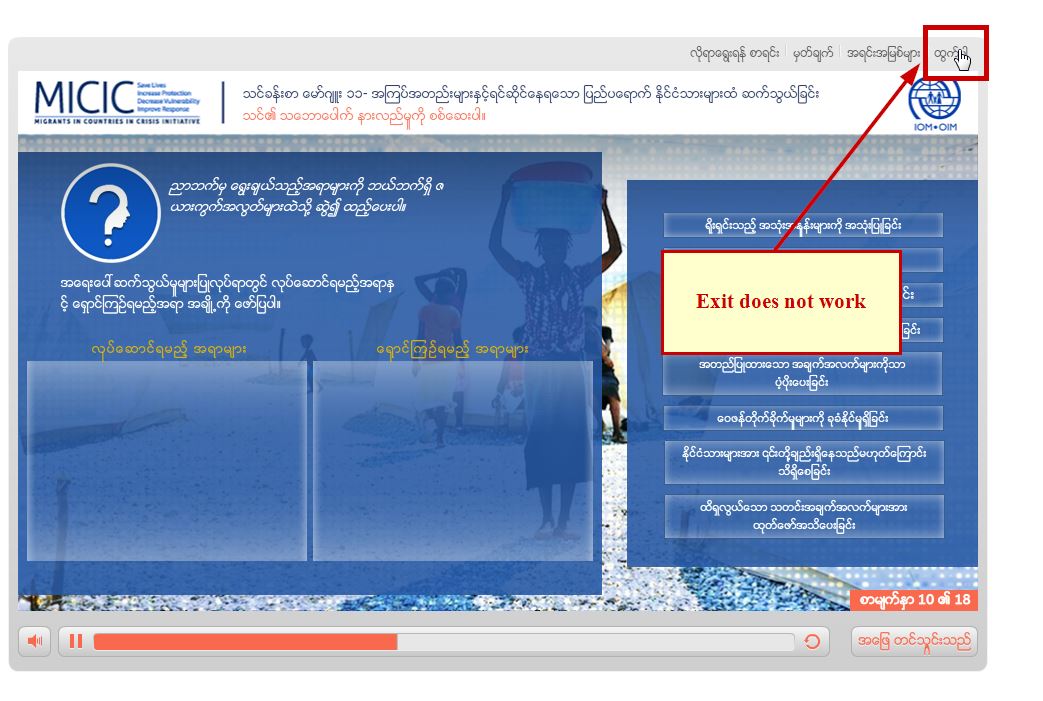 လိုရာရွေးရန် စာရင်း မှတ်ချက် အရင်းအမြစ်များ
MICIC
Save Lives
Increase Protection
Decrease Vulnerability
Improve Response
MIGRANTS IN COUNTRIES IN CRISIS INITIATIVE
သင်ခန်းစာ မော်ဂျူး ၁၁- အကြပ်အတည်းများနှင့်ရင်ဆိုင်နေရသော ပြည်ပရောက် နိုင်ငံသားများထံ ဆက်သွယ်ခြင်း
သင်၏ သဘောပေါက် နားလည်မှုကို စစ်ဆေးပါ။
IOM•OIM
ညာဘက်မှ ရွေးချယ်သည့်အရာများကို ဘယ်ဘက်ရှိ ဇ
ယားကွက်အလွတ်များထဲသို့ ဆွဲ၍ ထည့်ပေးပါ။
အရေးပေါ် ဆက်သွယ်မှုများပြုလုပ်ရာတွင် လုပ်ဆောင်ရမည့်အရာန
င့် ရှောင်ကြဉ်ရမည့်အရာ အချို့ကို ဖော်ပြပါ။
လုပ်ဆောင်ရမည့် အရာများ
ရှောင်ကြဉ်ရမည့် အရာများ
ရိုးရှင်းသည့် အသုံးအနှုန်းများကို အသုံးပြုခြင်း
Exit does not work
အတည်ပြုထားသော အချက်အလက်များကိုသာ
ပံ့ပိုးပေးခြင်း
ဝေဖန်တိုက်ခိုက်မှုများကို ခုခံနိုင်မှုရှိခြင်း
နိုင်ငံသားများအား ၎င်းတို့ချည်းရှိနေသည်မဟုတ်ကြောင်း
သိရှိစေခြင်း
ထိရှလွယ်သော သတင်းအချက်အလက်များအား
ထုတ်ဖော်အသိပေးခြင်း
စာမျက်နှာ 10 ၏ 18
အဖြေ တင်သွင်းသည်